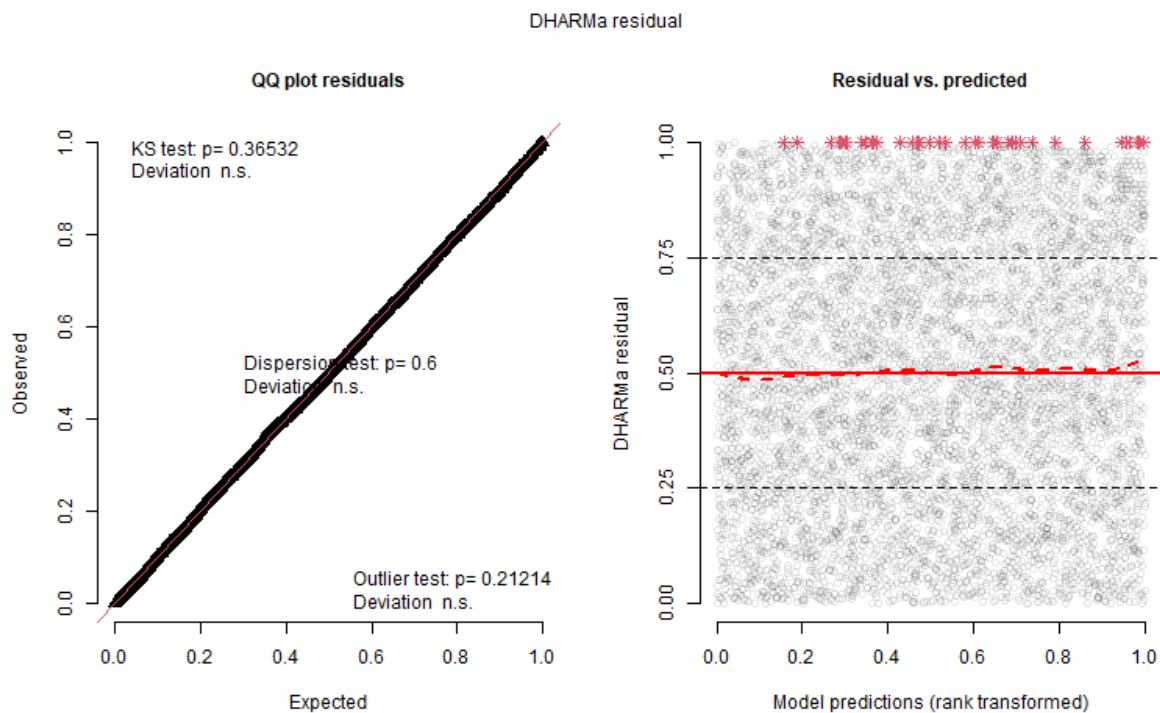 DHARMa residual
QQ plot residuals
KS test: p= 0.36532
Deviation n.s.
Dispersion test: p= 0.6
Deviation n.s.
Outlier test: p= 0.21214
Deviation n.s.
Observed
1.0
0.8
0.6
0.4
0.2
0.0
0.0 0.2 0.4 0.6 0.8 1.0
Expected
Residual vs. predicted
DHARMa residual
1.00
0.75
0.50
0.25
0.00
0.0 0.2 0.4 0.6 0.8 1.0
Model predictions (rank transformed)